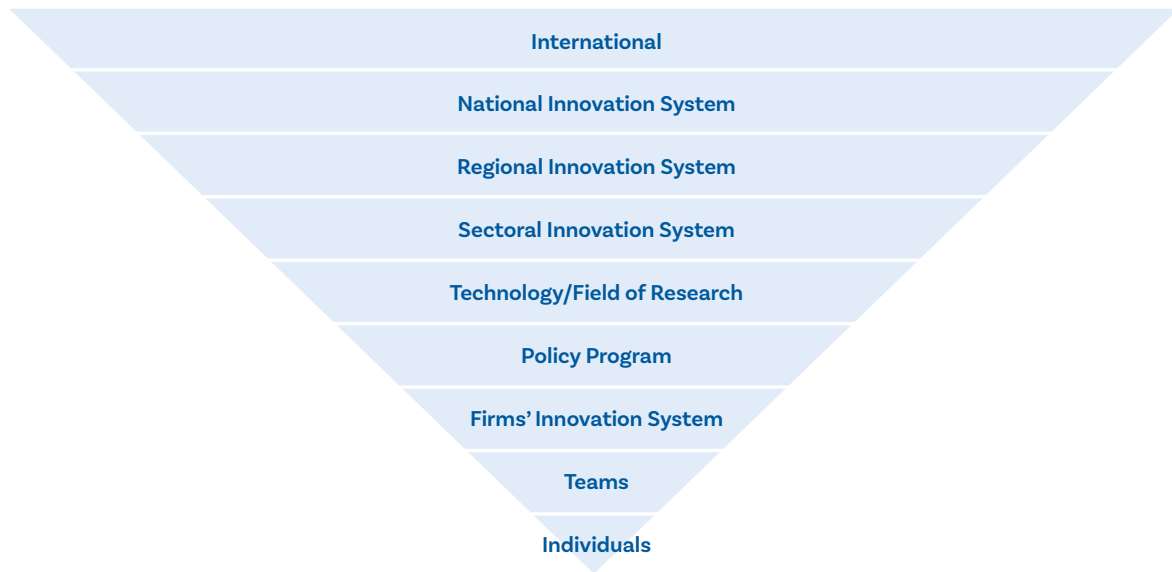 International
National Innovation System
Regional Innovation System
Sectoral Innovation System
Technology/Field of Research
Policy Program
Firms’ Innovation System
Teams
Individuals